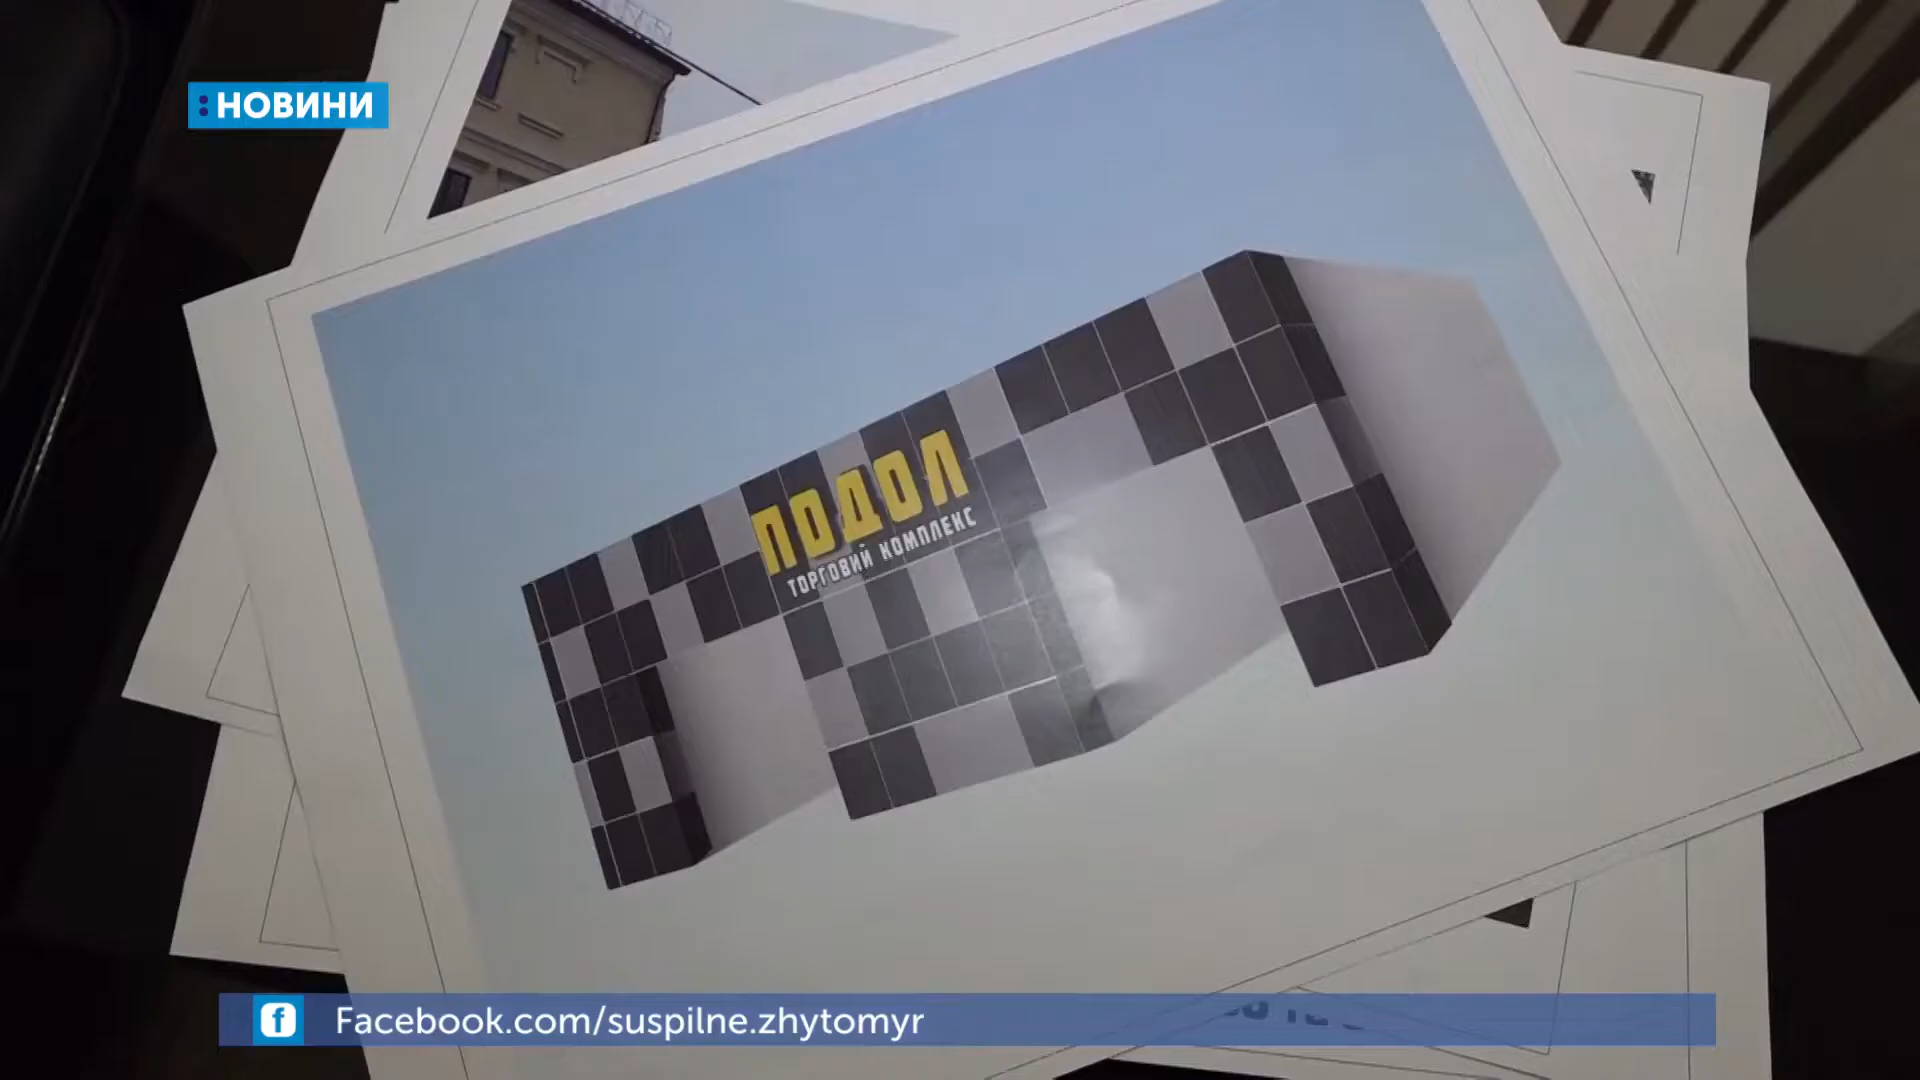 :НОВИНИ
ПОДОЛ
ТОРГОВИЙ КОМПЛЕКС
Facebook.com/suspilne.zhytomyr